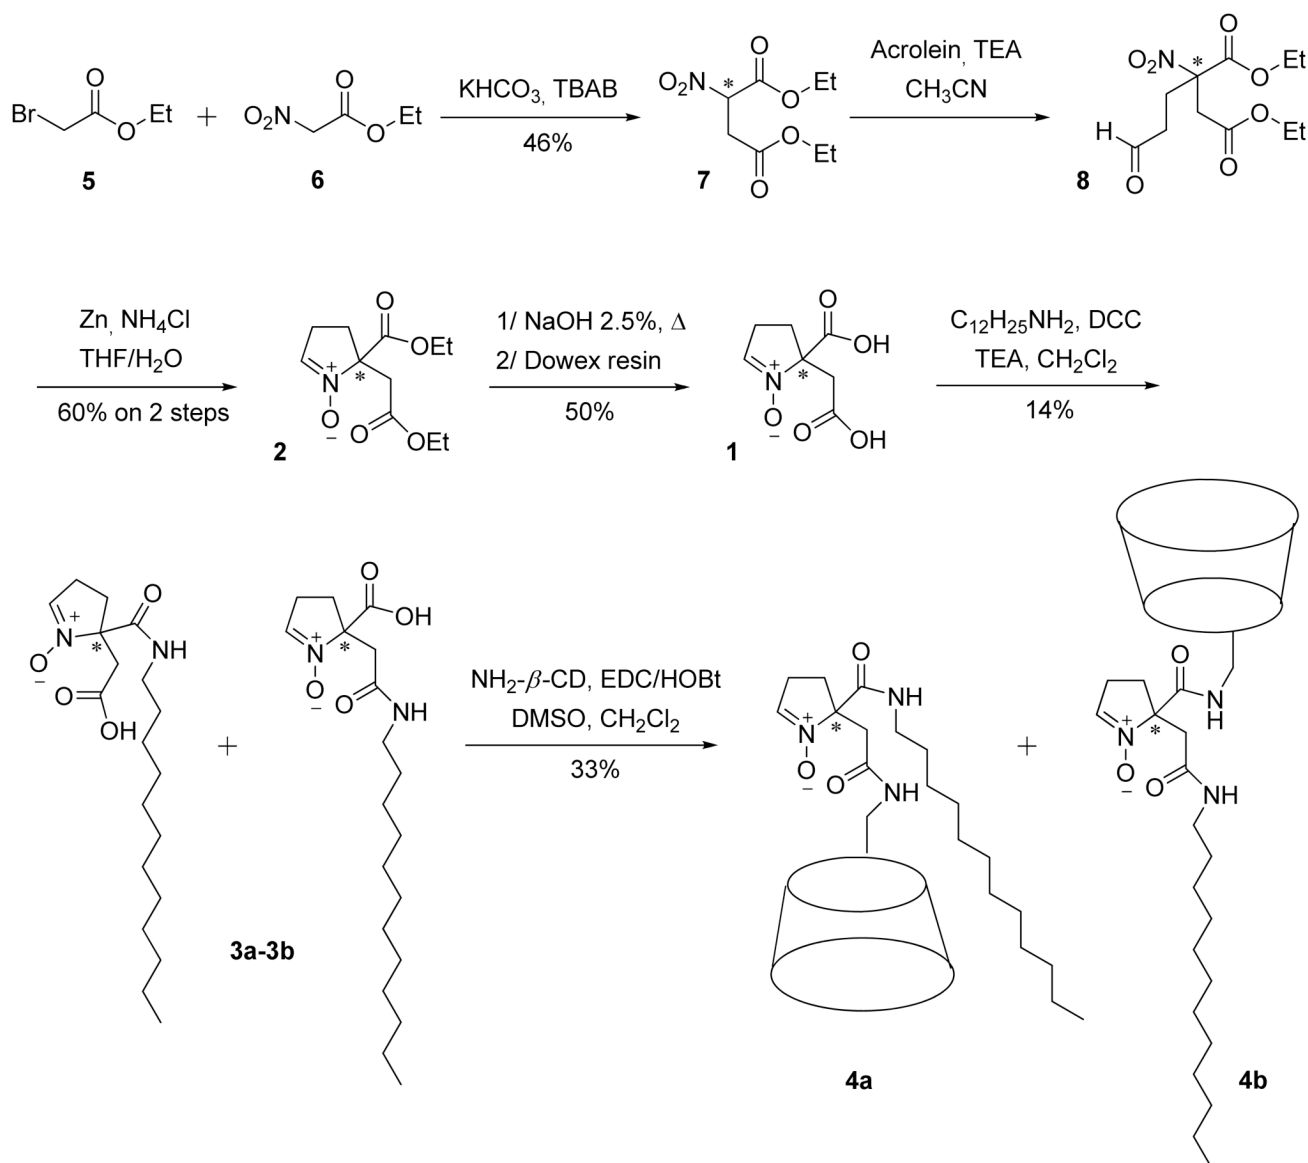 Br
O
O
Et
5
+
O₂N
O
O
Et
6
KHCO₃, TBAB
46%
O₂N
*
O
O
Et
O
Et
O
7
Acrolein, TEA
CH₃CN
O₂N
*
O
O
Et
O
Et
O
H
O
8
Zn, NH₄Cl
THF/H₂O
60% on 2 steps
O
OEt
N
+
*
O
−
O
OEt
2
1/ NaOH 2.5%, Δ
2/ Dowex resin
50%
O
OH
N
+
*
O
−
O
OH
1
C₁₂H₂₅NH₂, DCC
TEA, CH₂Cl₂
14%
O
NH
N
+
*
O
−
O
OH
+
O
OH
N
+
*
O
−
O
NH
3a-3b
NH₂-β-CD, EDC/HOBt
DMSO, CH₂Cl₂
33%
O
NH
N
+
*
O
−
O
NH
4a
+
O
N
H
N
+
*
O
−
O
NH
4b